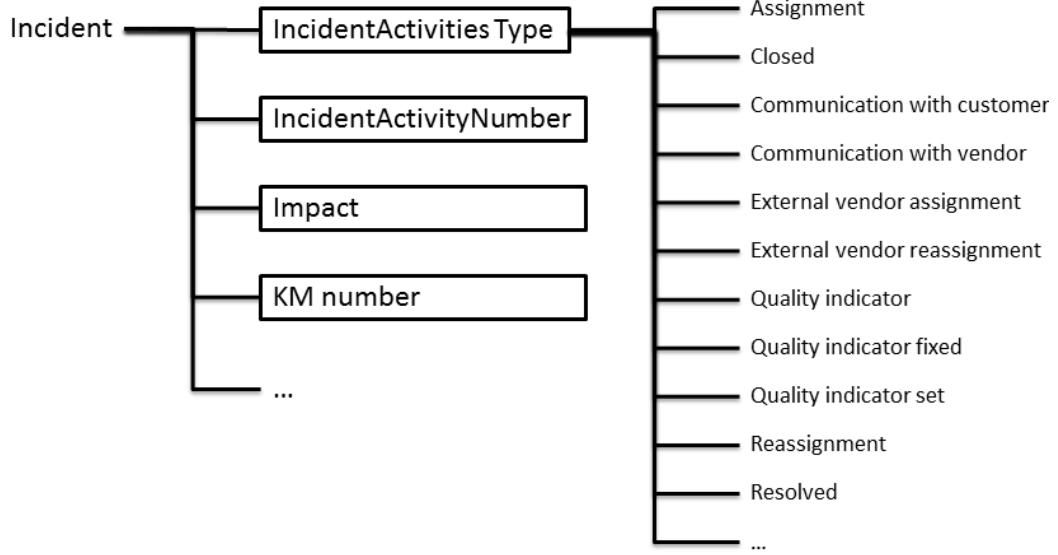 Incident
IncidentActivities Type
IncidentActivityNumber
Impact
KM number
...
Assignment
Closed
Communication with customer
Communication with vendor
External vendor assignment
External vendor reassignment
Quality indicator
Quality indicator fixed
Quality indicator set
Reassignment
Resolved
...